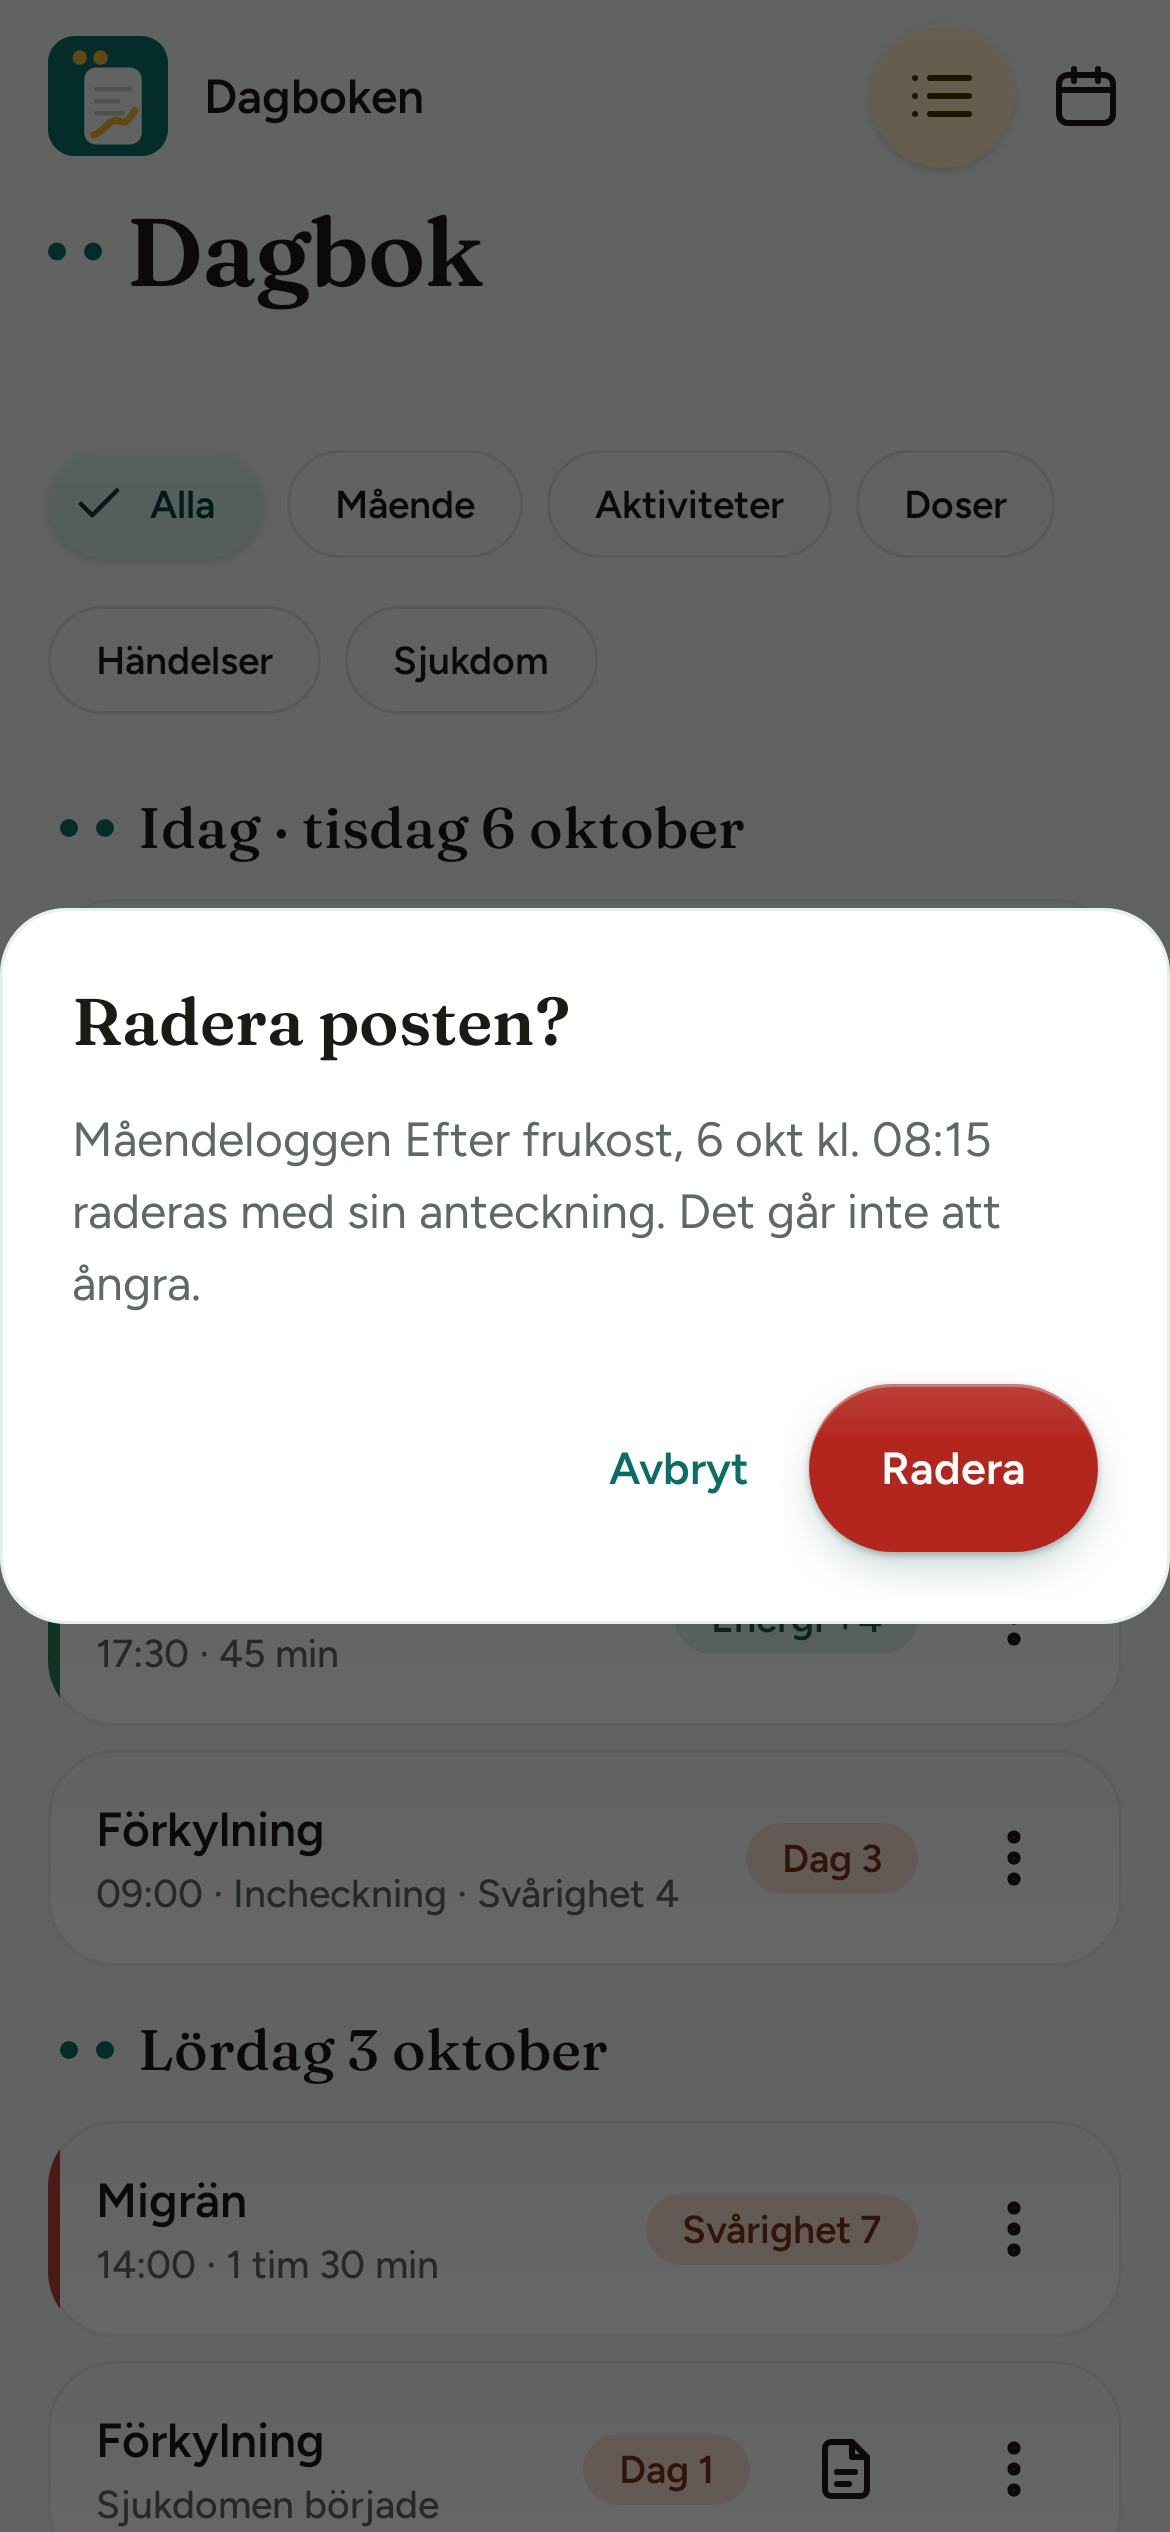 Dagboken
Dagbok
Alla
Mående
Aktiviteter
Doser
Händelser
Sjukdom
Idag · tisdag 6 oktober
Radera posten?
Måendeloggen Efter frukost, 6 okt kl. 08:15
raderas med sin anteckning. Det går inte att
ångra.
Avbryt
Radera
Energi +4
17:30 · 45 min
Förkylning
Dag 3
09:00 · Incheckning · Svårighet 4
Lördag 3 oktober
Migrän
Svårighet 7
14:00 · 1 tim 30 min
Förkylning
Dag 1
Sjukdomen började